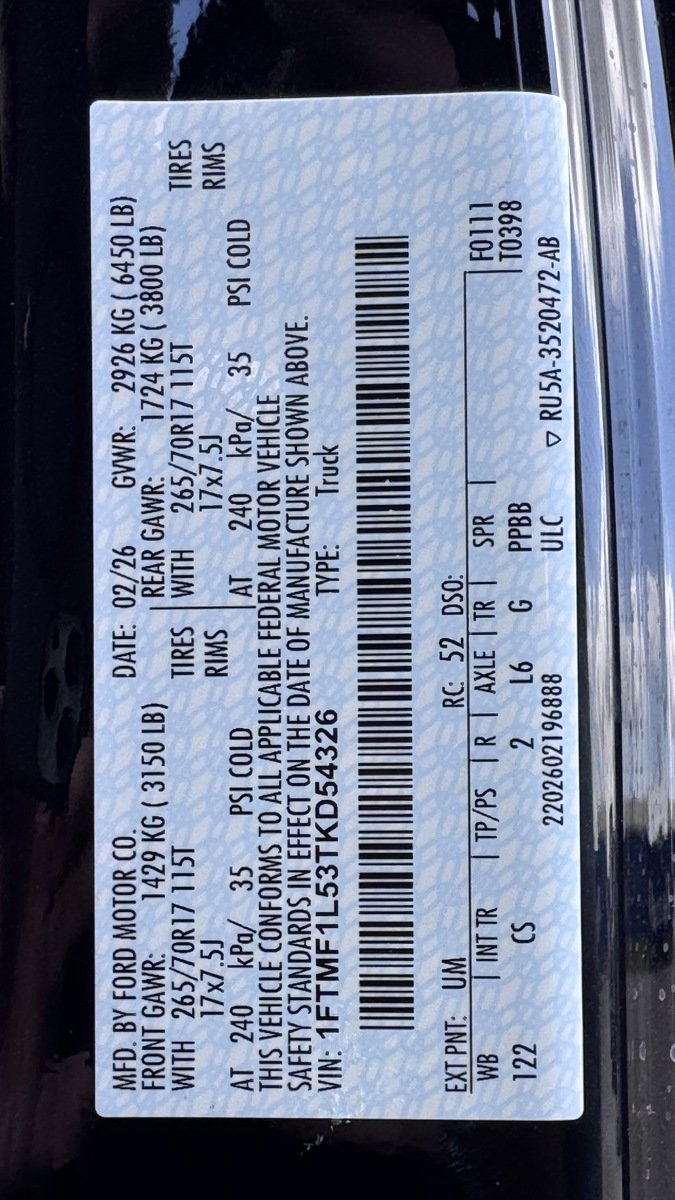 MFD. BY FORD MOTOR CO. DATE: 02/26 GVWR: 2926 KG ( 6450 LB)
FRONT GAWR: 1429 KG ( 3150 LB) REAR GAWR: 1724 KG ( 3800 LB)
WITH 265/70R17 115T TIRES WITH 265/70R17 115T TIRES
17x7.5J RIMS 17x7.5J RIMS
AT 240 kPa/ 35 PSI COLD AT 240 kPa/ 35 PSI COLD
THIS VEHICLE CONFORMS TO ALL APPLICABLE FEDERAL MOTOR VEHICLE
SAFETY STANDARDS IN EFFECT ON THE DATE OF MANUFACTURE SHOWN ABOVE.
VIN: 1FTMF1L53TKD54326 TYPE: Truck
EXT PNT: UM RC: 52 DSO:
WB | INT TR | TP/PS | R | AXLE | TR | SPR | F0111
122 CS 2 L6 G PPBB T0398
2202602196888 ULC ▽ RU5A-3520472-AB